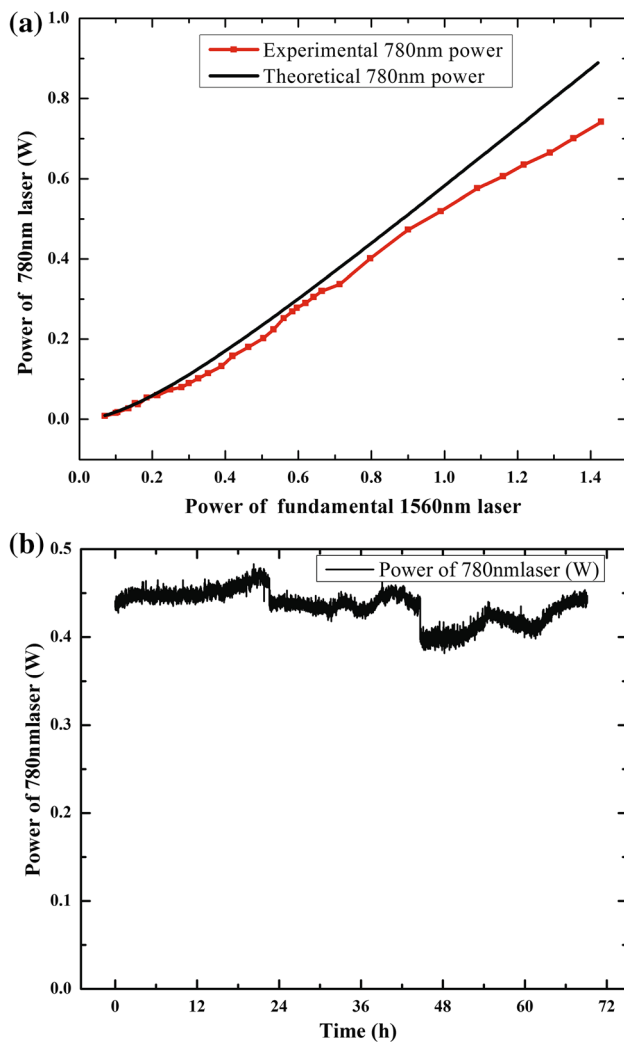 (a)
1.0
0.8
0.6
0.4
0.2
0.0
Power of 780nm laser (W)
Experimental 780nm power
Theoretical 780nm power
0.0 0.2 0.4 0.6 0.8 1.0 1.2 1.4
Power of fundamental 1560nm laser
(b)
0.5
0.4
0.3
0.2
0.1
0.0
Power of 780nmlaser (W)
Power of 780nmlaser (W)
0 12 24 36 48 60 72
Time (h)